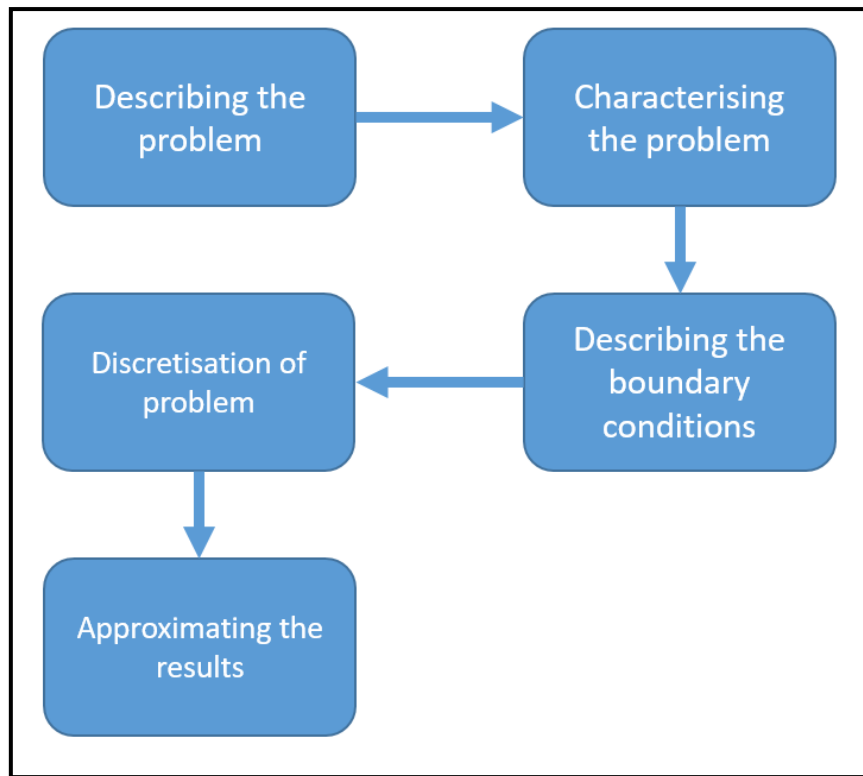 Describing the
problem
Characterising
the problem
Describing the
boundary
conditions
Discretisation of
problem
Approximating the
results